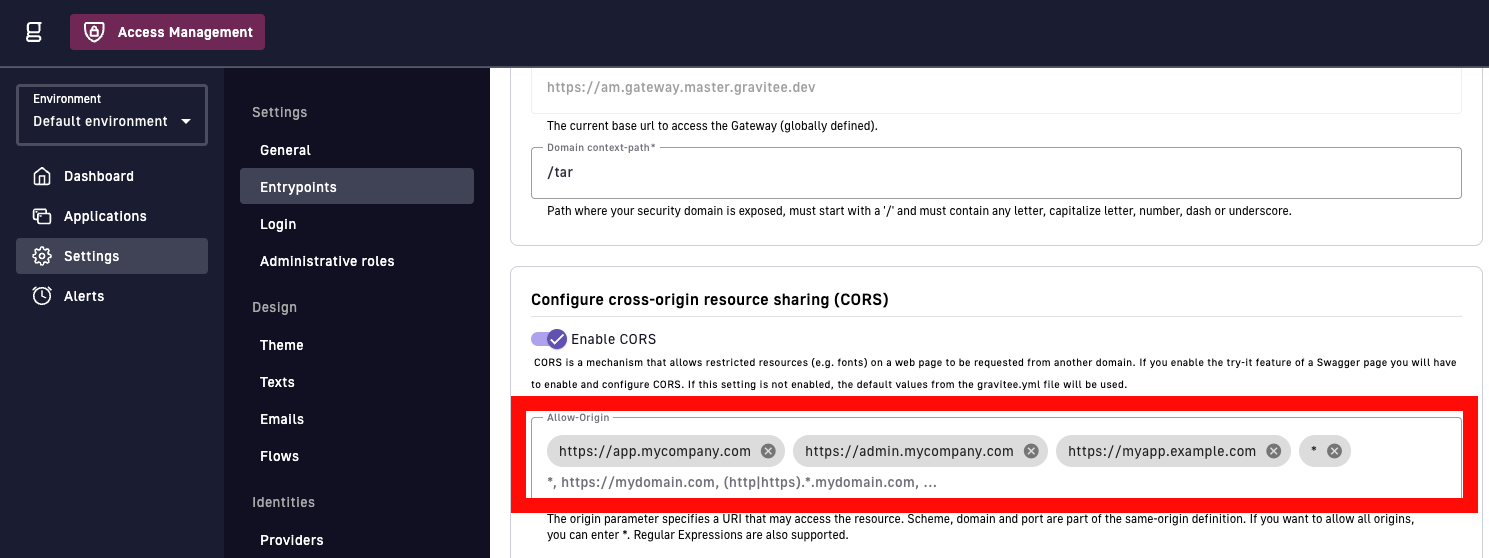 Access Management
Environment
Default environment
Dashboard
Applications
Settings
Alerts
Settings
General
Entrypoints
Login
Administrative roles
Design
Theme
Texts
Emails
Flows
Identities
Providers
https://am.gateway.master.gravitee.dev
The current base url to access the Gateway (globally defined).
Domain context-path*
/tar
Path where your security domain is exposed, must start with a '/' and must contain any letter, capitalize letter, number, dash or underscore.
Configure cross-origin resource sharing (CORS)
Enable CORS
CORS is a mechanism that allows restricted resources (e.g. fonts) on a web page to be requested from another domain. If you enable the try-it feature of a Swagger page you will have
to enable and configure CORS. If this setting is not enabled, the default values from the gravitee.yml file will be used.
Allow-Origin
https://app.mycompany.com https://admin.mycompany.com https://myapp.example.com *
*, https://mydomain.com, (http|https).*.mydomain.com, ...
The origin parameter specifies a URI that may access the resource. Scheme, domain and port are part of the same-origin definition. If you want to allow all origins,
you can enter *. Regular Expressions are also supported.